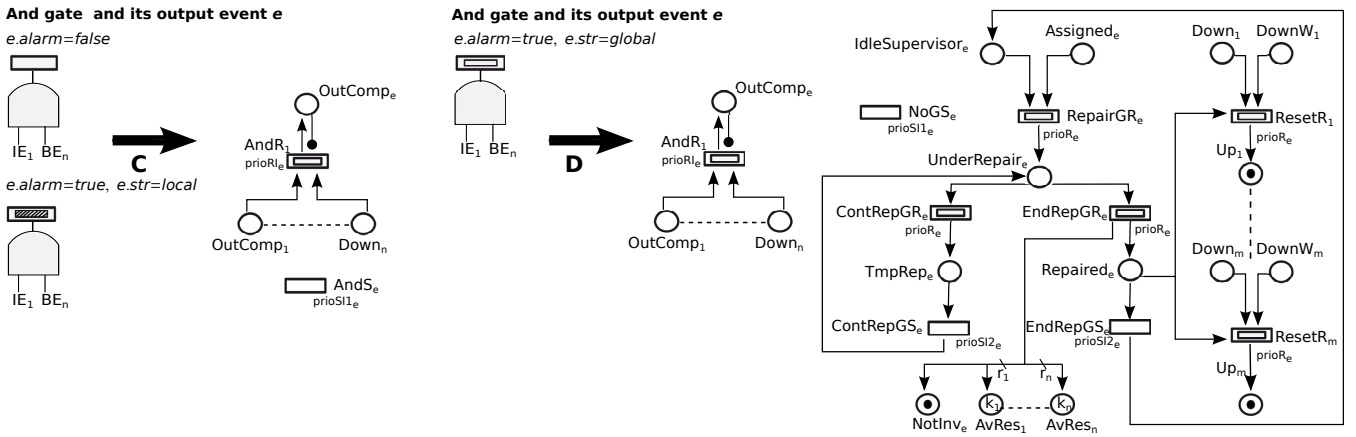 And gate and its output event e
e.alarm=false
IE1 BEn
C
e.alarm=true, e.str=local
IE1 BEn
OutCompe
AndR1
prioRIe
OutComp1
Downn
AndSe
prioSI1e
And gate and its output event e
e.alarm=true, e.str=global
IE1 BEn
D
OutCompe
AndR1
prioRIe
OutComp1
Downn
IdleSupervisore
Assignede
NoGSe
prioSI1e
RepairGRe
prioRe
UnderRepaire
ContRepGRe
prioRe
EndRepGRe
prioRe
TmpRepe
Repairede
ContRepGSe
prioSI2e
EndRepGSe
prioSI2e
r1
rn
k1
kn
NotInve
AvRes1
AvResn
Down1
DownW1
ResetR1
prioRe
Up1
Downm
DownWm
ResetRm
prioRe
Upm